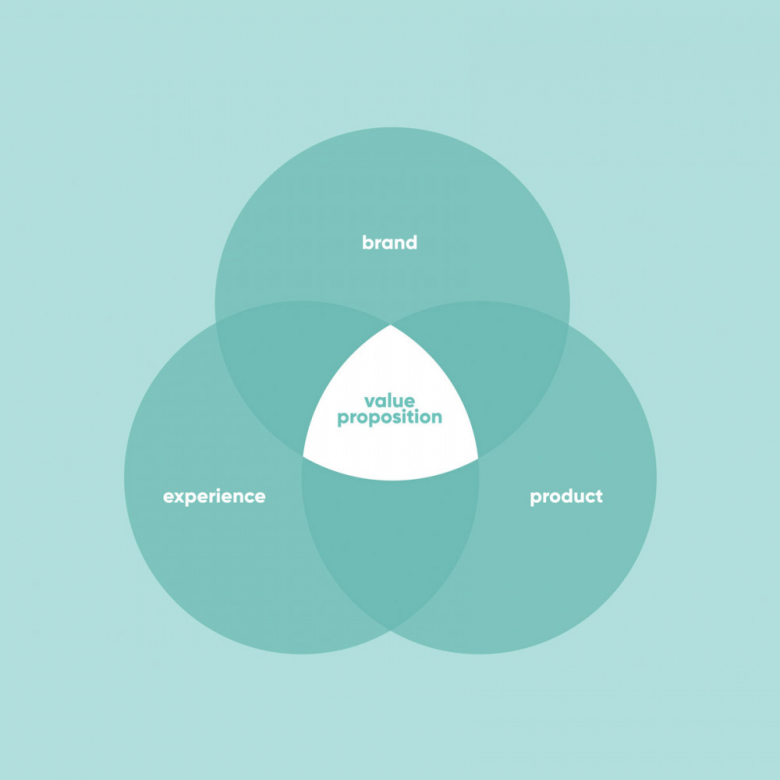 brand
value
proposition
experience
product